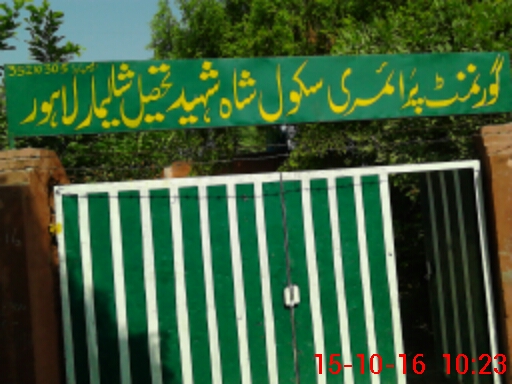 گورنمنٹ پرائمری سکول شاہ شہید تحصیل شالیمار لاہور
15-10-16 10:23